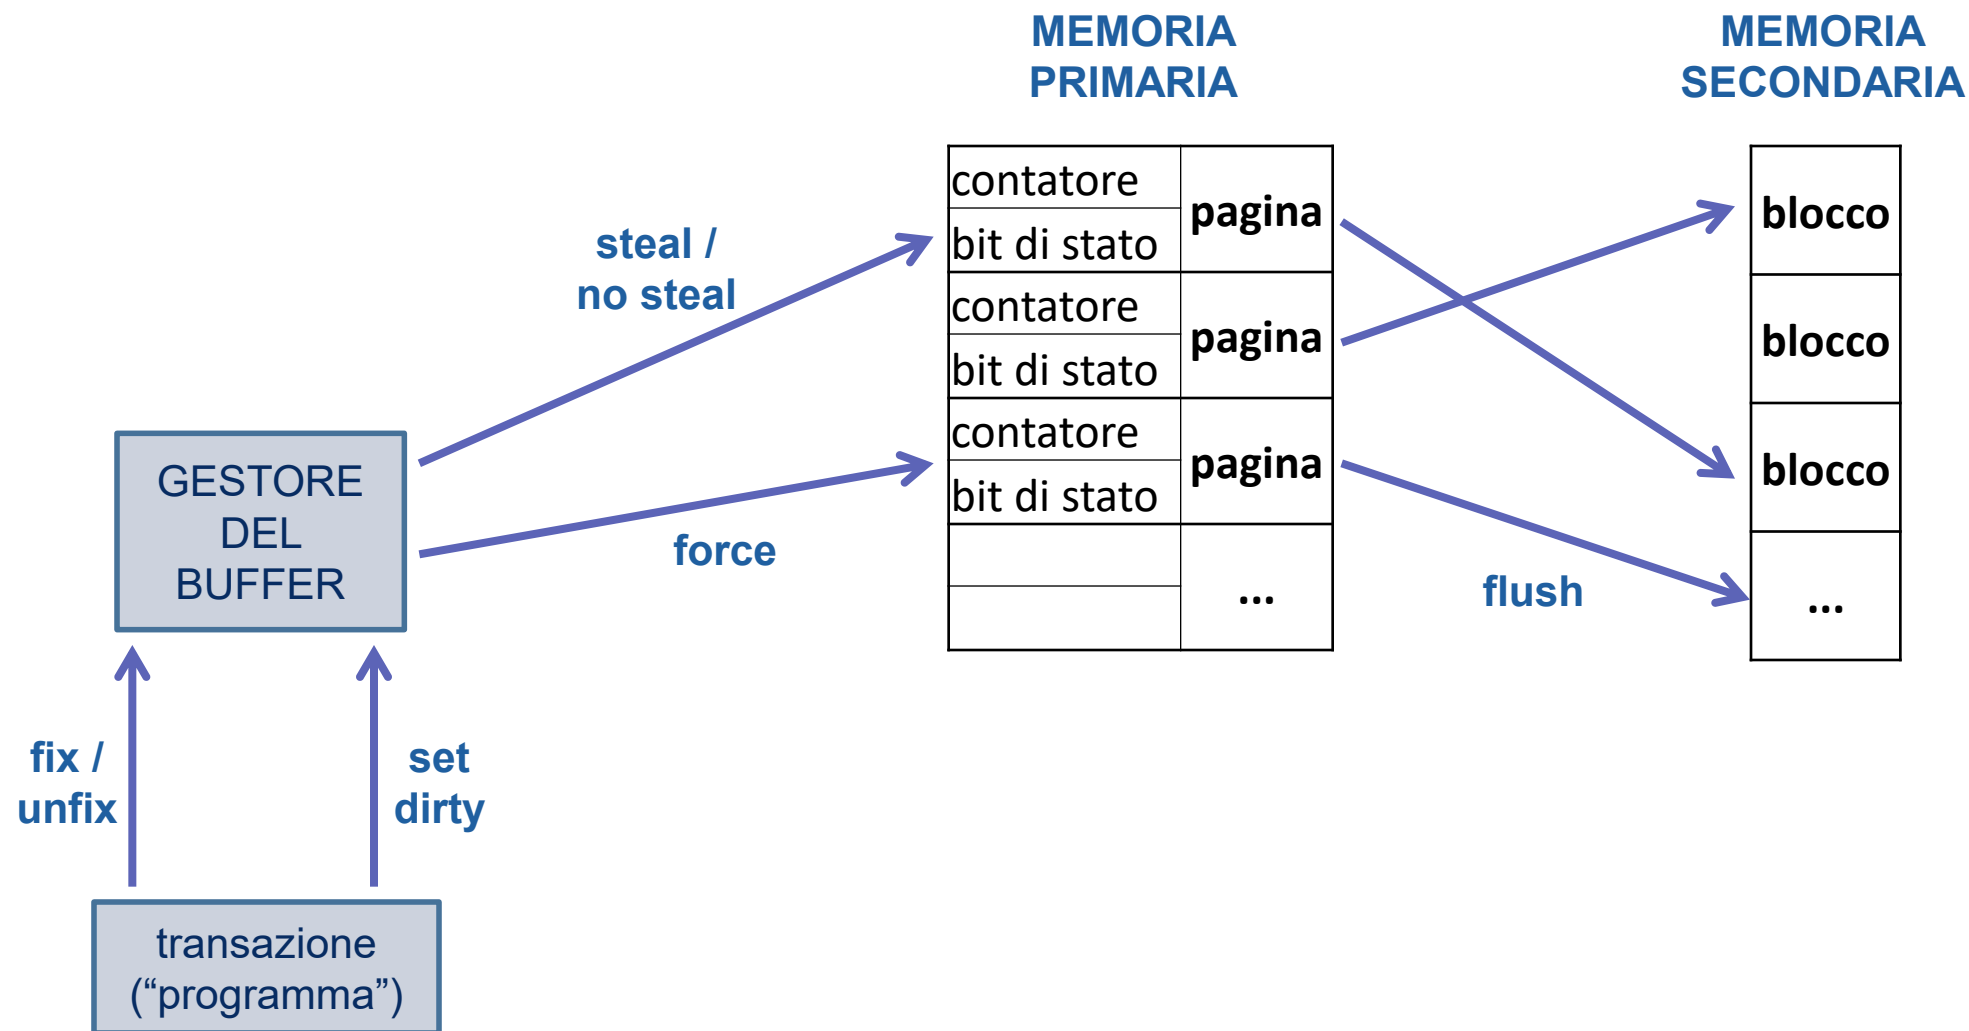 MEMORIA
PRIMARIA
MEMORIA
SECONDARIA
contatore
bit di stato
pagina
contatore
bit di stato
pagina
contatore
bit di stato
pagina
...
blocco
blocco
blocco
...
steal /
no steal
force
flush
GESTORE
DEL
BUFFER
fix /
unfix
set
dirty
transazione
(“programma”)